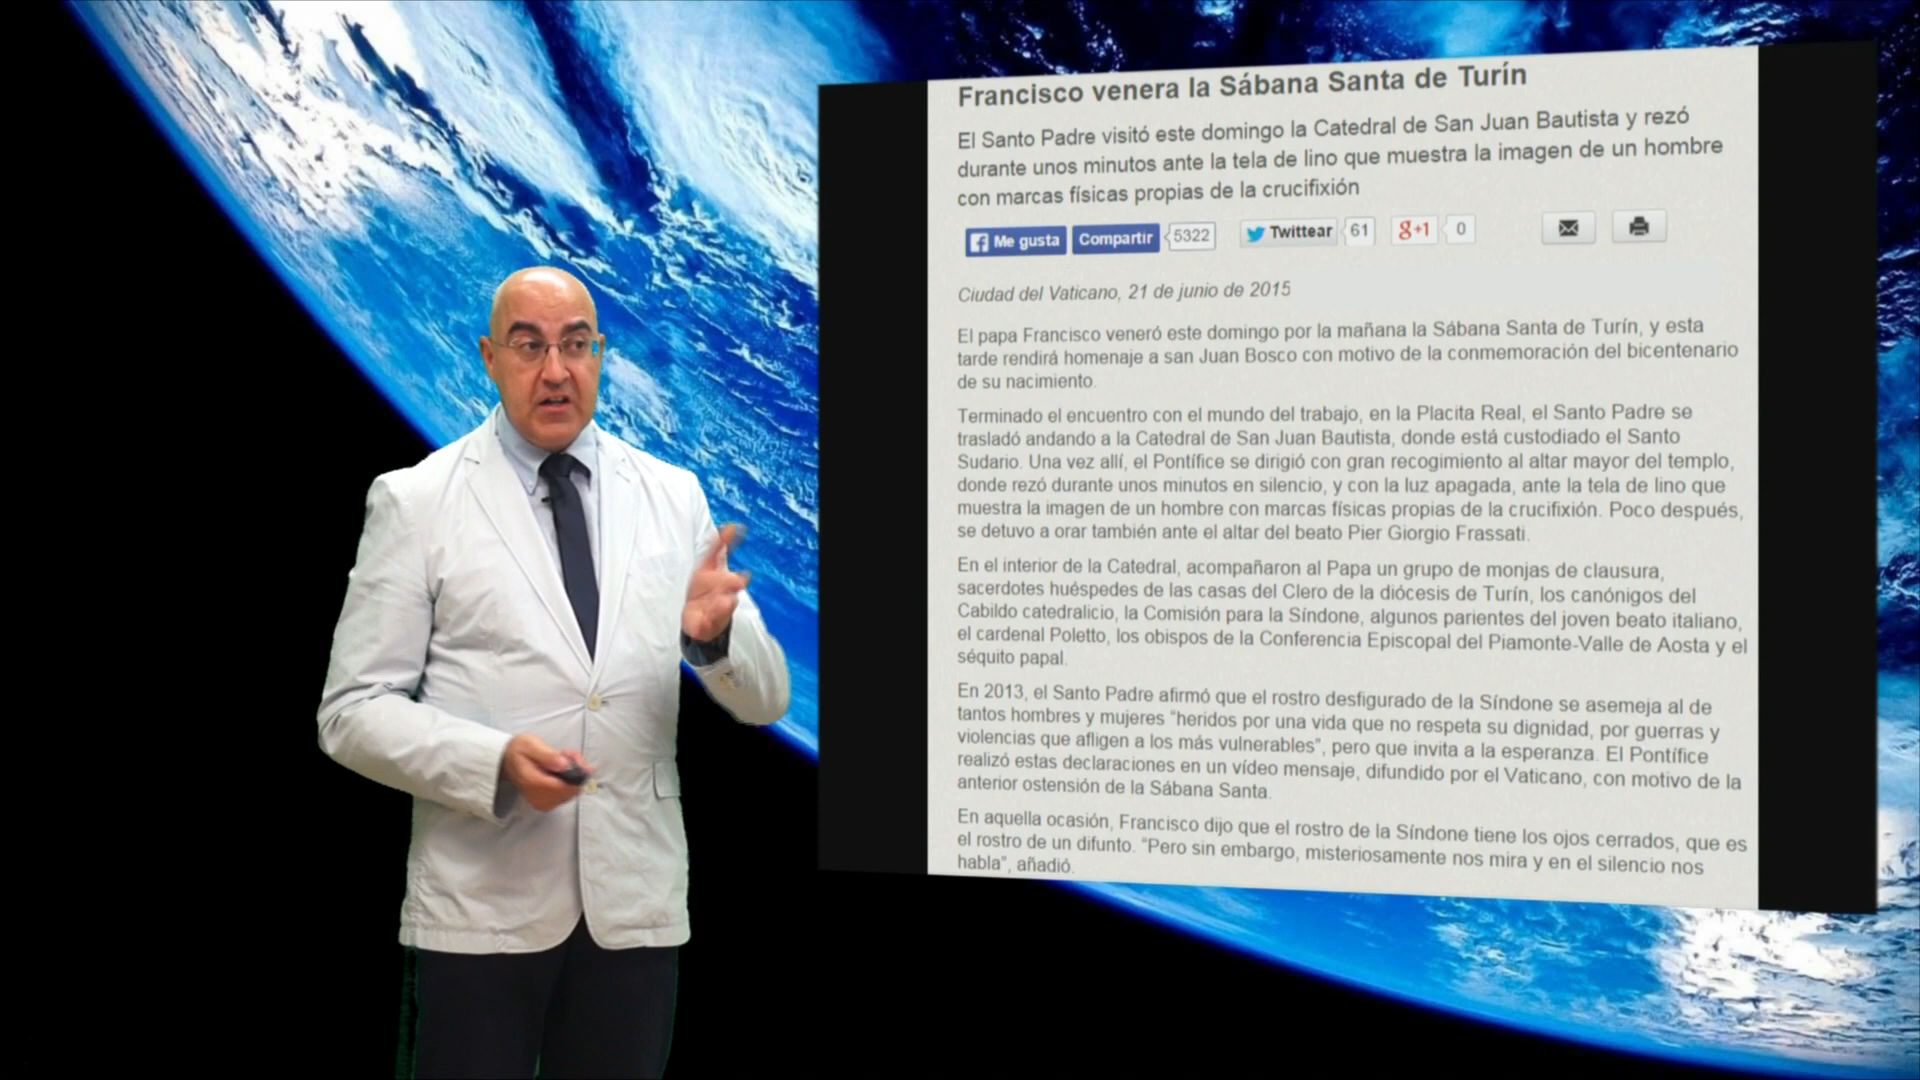 Francisco venera la Sábana Santa de Turín
El Santo Padre visitó este domingo la Catedral de San Juan Bautista y rezó
durante unos minutos ante la tela de lino que muestra la imagen de un hombre
con marcas físicas propias de la crucifixión
Me gusta Compartir 5322 Twittear 61 g+1 0
Ciudad del Vaticano, 21 de junio de 2015
El papa Francisco veneró este domingo por la mañana la Sábana Santa de Turín, y esta
tarde rendirá homenaje a san Juan Bosco con motivo de la conmemoración del bicentenario
de su nacimiento.
Terminado el encuentro con el mundo del trabajo, en la Placita Real, el Santo Padre se
trasladó andando a la Catedral de San Juan Bautista, donde está custodiado el Santo
Sudario. Una vez allí, el Pontífice se dirigió con gran recogimiento al altar mayor del templo,
donde rezó durante unos minutos en silencio, y con la luz apagada, ante la tela de lino que
muestra la imagen de un hombre con marcas físicas propias de la crucifixión. Poco después,
se detuvo a orar también ante el altar del beato Pier Giorgio Frassati.
En el interior de la Catedral, acompañaron al Papa un grupo de monjas de clausura,
sacerdotes huéspedes de las casas del Clero de la diócesis de Turín, los canónigos del
Cabildo catedralicio, la Comisión para la Síndone, algunos parientes del joven beato italiano,
el cardenal Poletto, los obispos de la Conferencia Episcopal del Piamonte-Valle de Aosta y el
séquito papal.
En 2013, el Santo Padre afirmó que el rostro desfigurado de la Síndone se asemeja al de
tantos hombres y mujeres "heridos por una vida que no respeta su dignidad, por guerras y
violencias que afligen a los más vulnerables", pero que invita a la esperanza. El Pontífice
realizó estas declaraciones en un vídeo mensaje, difundido por el Vaticano, con motivo de la
anterior ostensión de la Sábana Santa.
En aquella ocasión, Francisco dijo que el rostro de la Síndone tiene los ojos cerrados, que es
el rostro de un difunto. "Pero sin embargo, misteriosamente nos mira y en el silencio nos
habla", añadió.